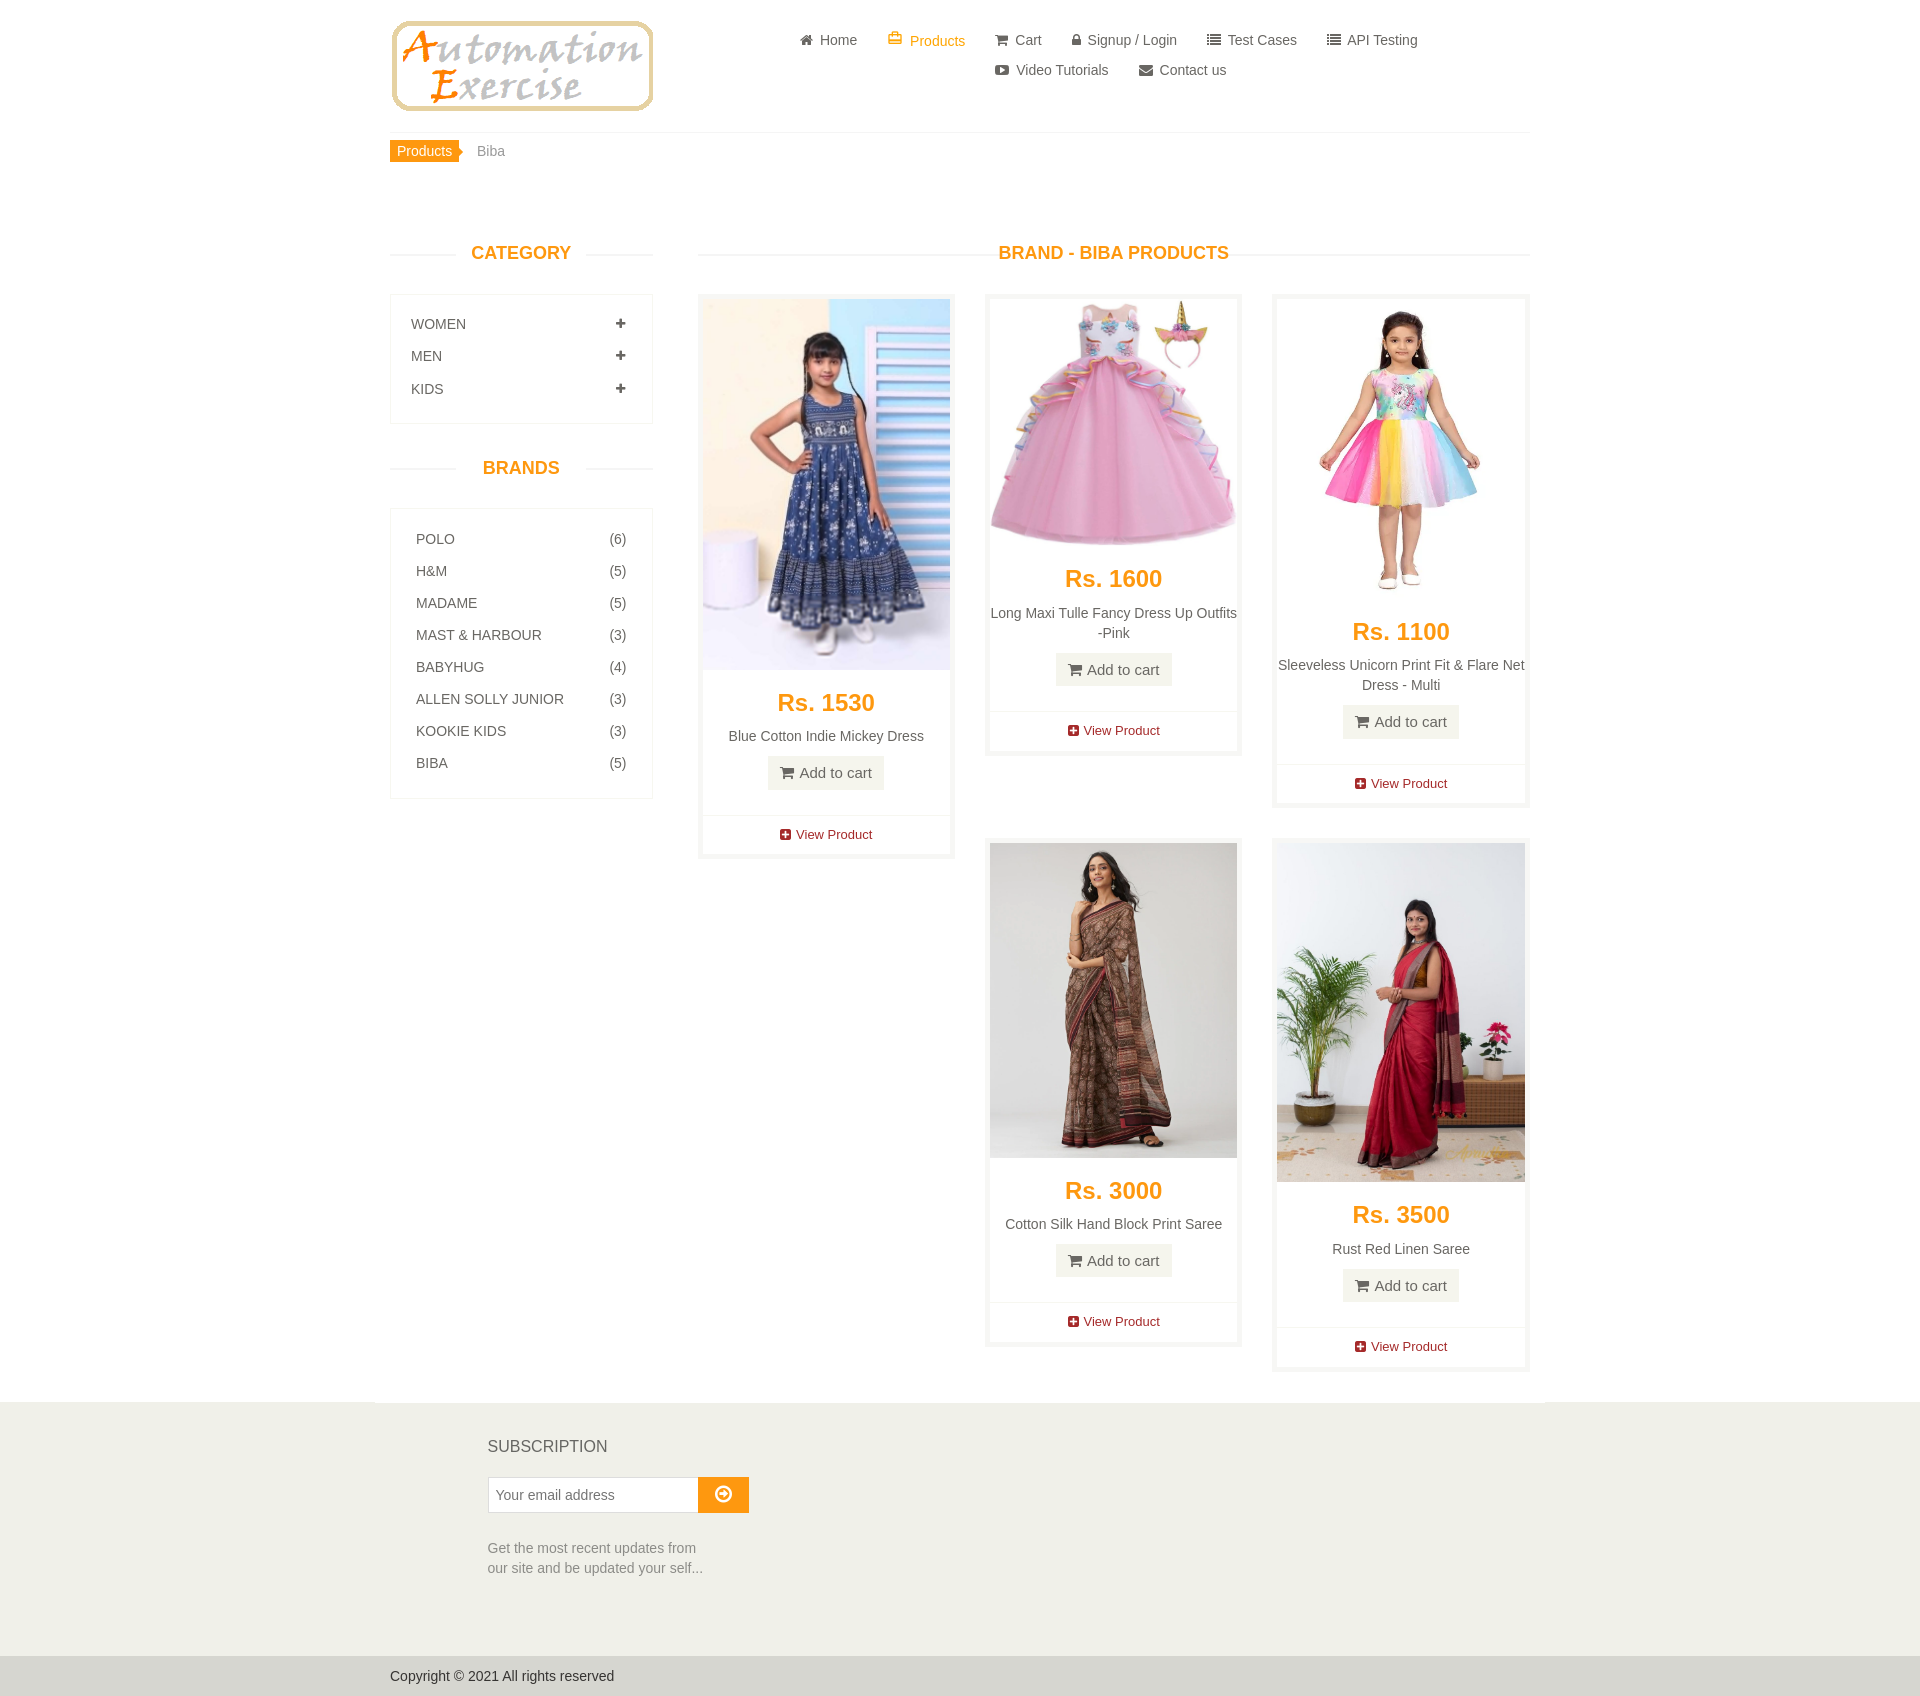 Automation
Exercise
Home
Products
Cart
Signup / Login
Test Cases
API Testing
Video Tutorials
Contact us
Products
Biba
CATEGORY
WOMEN
MEN
KIDS
BRANDS
POLO (6)
H&M (5)
MADAME (5)
MAST & HARBOUR (3)
BABYHUG (4)
ALLEN SOLLY JUNIOR (3)
KOOKIE KIDS (3)
BIBA (5)
BRAND - BIBA PRODUCTS
Rs. 1530
Blue Cotton Indie Mickey Dress
Add to cart
View Product
Rs. 1600
Long Maxi Tulle Fancy Dress Up Outfits
-Pink
Add to cart
View Product
Rs. 1100
Sleeveless Unicorn Print Fit & Flare Net
Dress - Multi
Add to cart
View Product
Rs. 3000
Cotton Silk Hand Block Print Saree
Add to cart
View Product
Rs. 3500
Rust Red Linen Saree
Add to cart
View Product
SUBSCRIPTION
Your email address
Get the most recent updates from
our site and be updated your self...
Copyright © 2021 All rights reserved